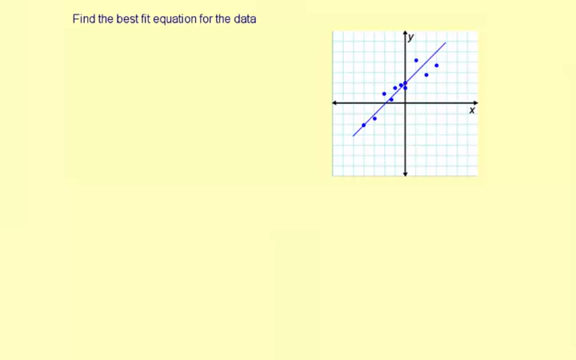 Find the best fit equation for the data
y
x